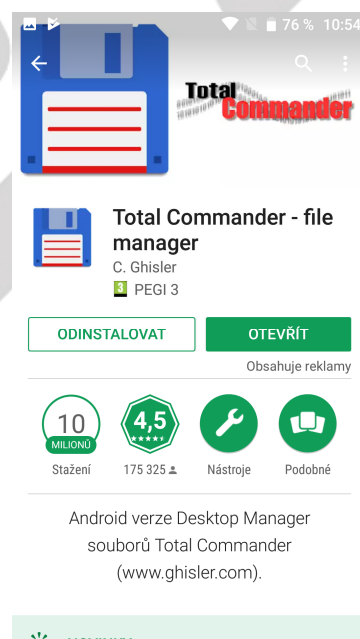 76 % 10:54
Total
Commander
Total Commander - file
manager
C. Ghisler
3 PEGI 3
ODINSTALOVAT OTEVŘÍT
Obsahuje reklamy
10 4,5
MILIONŮ
Stažení 175 325 Nástroje Podobné
Android verze Desktop Manager
souborů Total Commander
(www.ghisler.com).